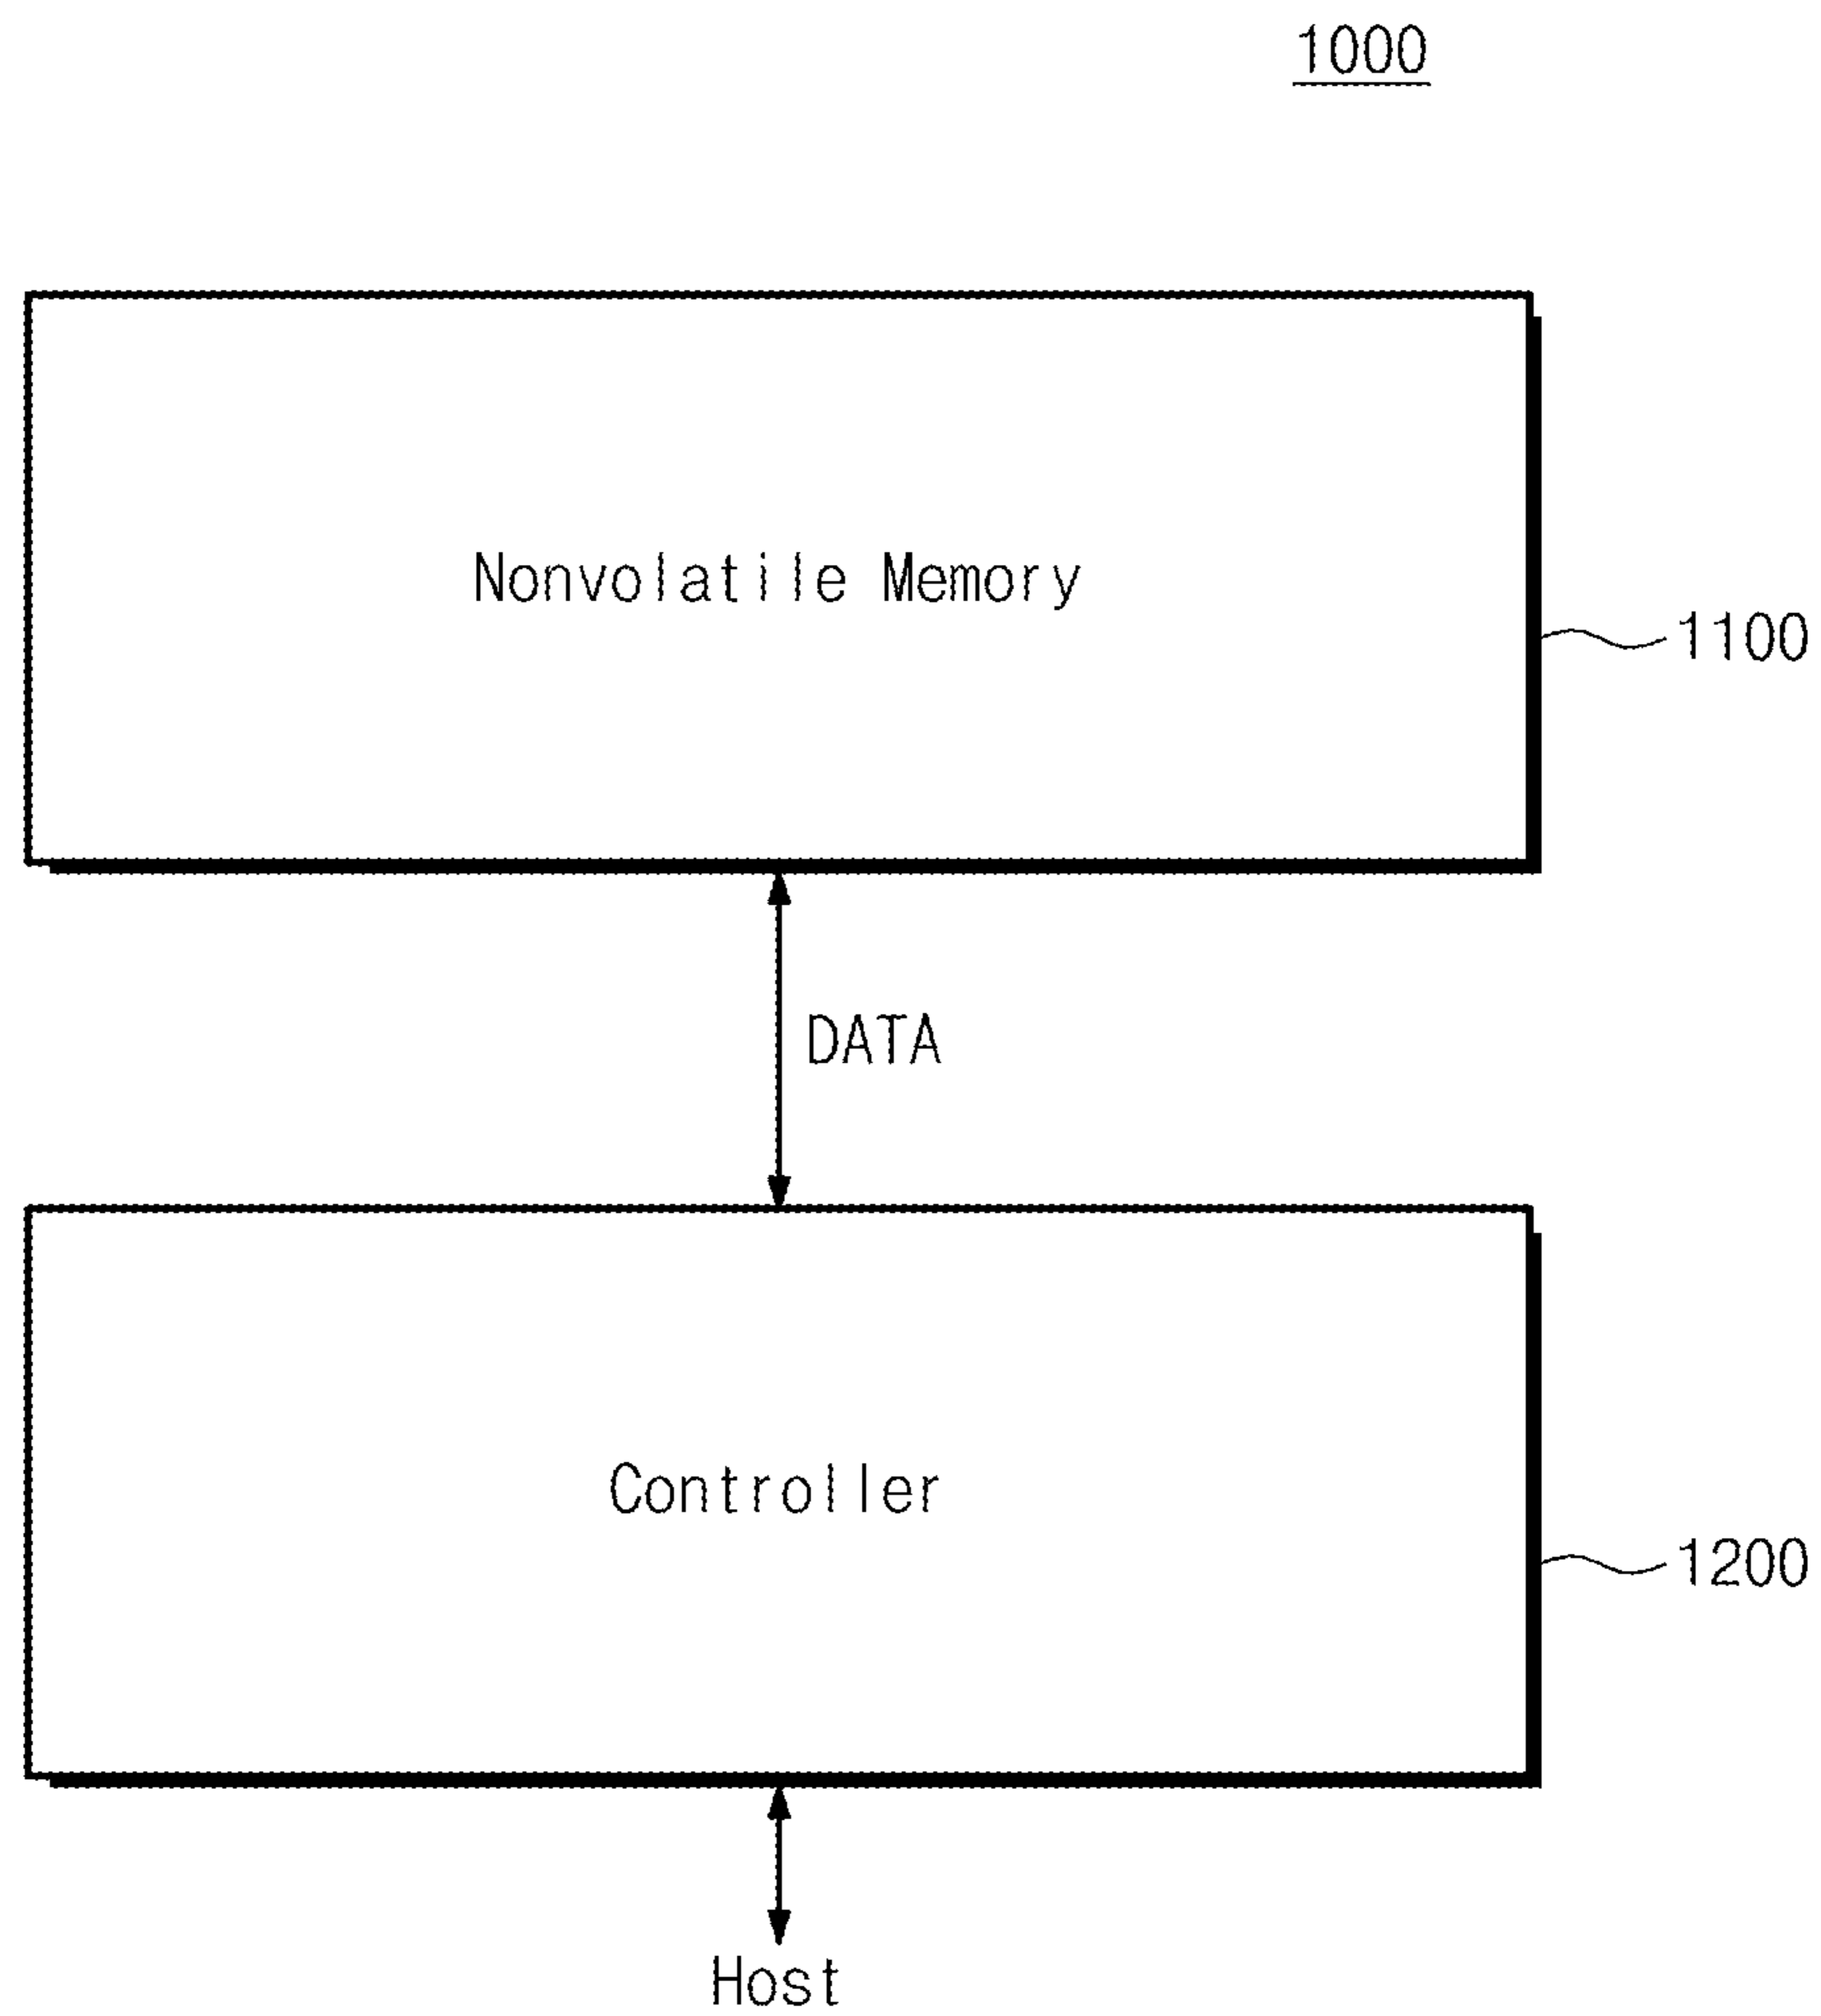 1000
Nonvolatile Memory
1100
DATA
Controller
1200
Host